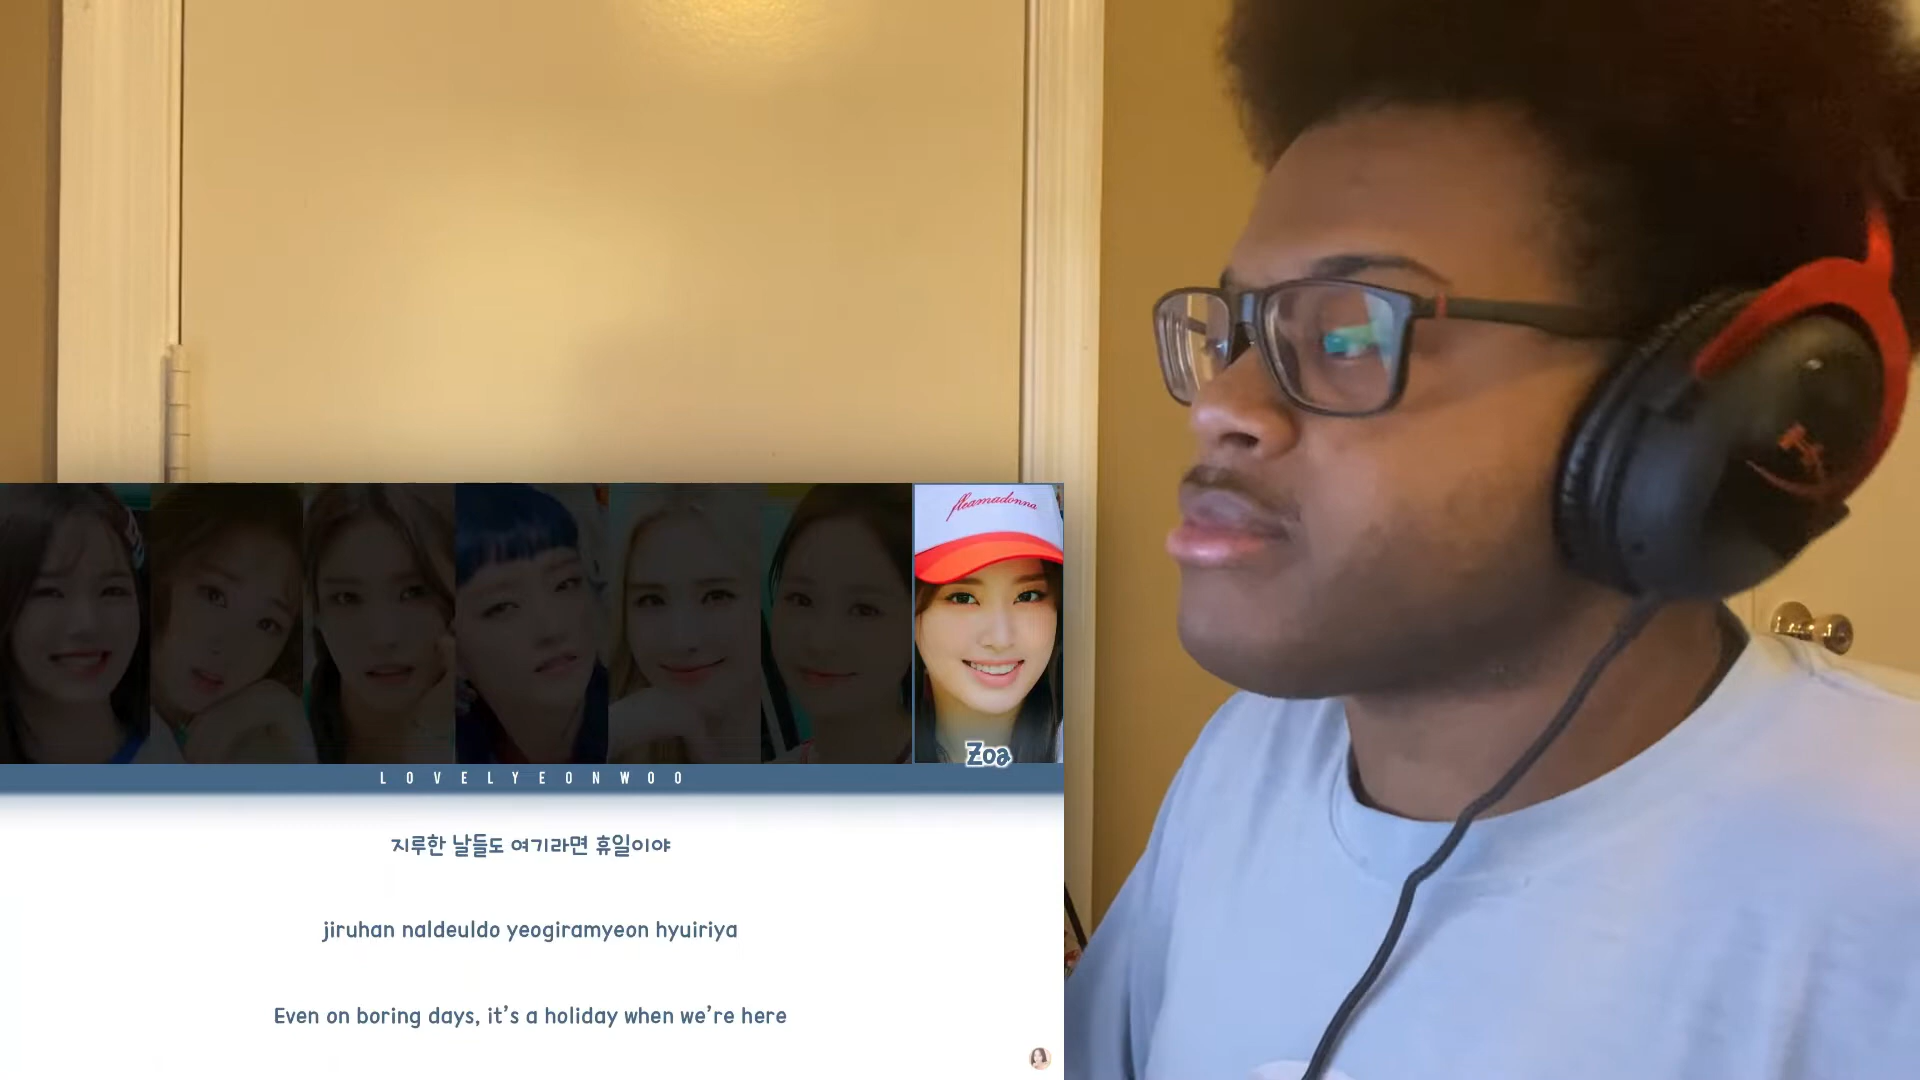 fleamadonna
Zoa
LOVELYEONWOO
지루한 날들도 여기라면 휴일이야
jiruhan naldeuldo yeogiramyeon hyuiriya
Even on boring days, it's a holiday when we're here